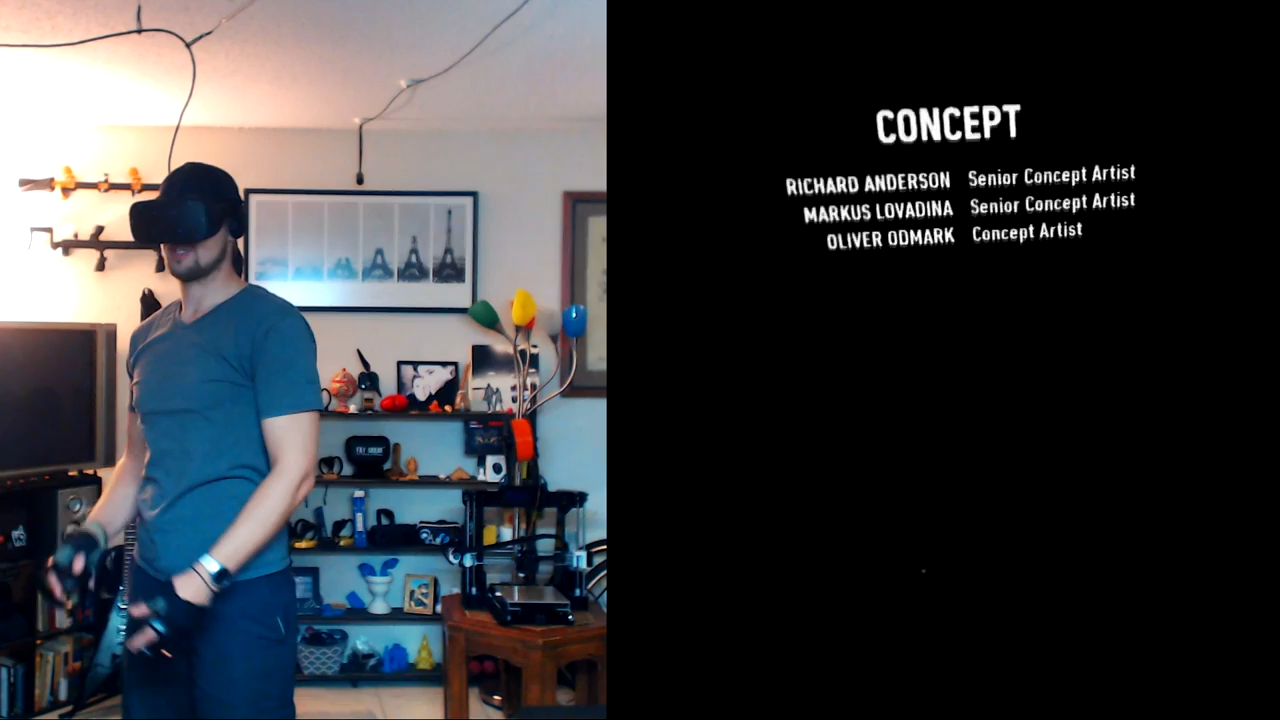 CONCEPT
RICHARD ANDERSON Senior Concept Artist
MARKUS LOVADINA Senior Concept Artist
OLIVER ODMARK Concept Artist